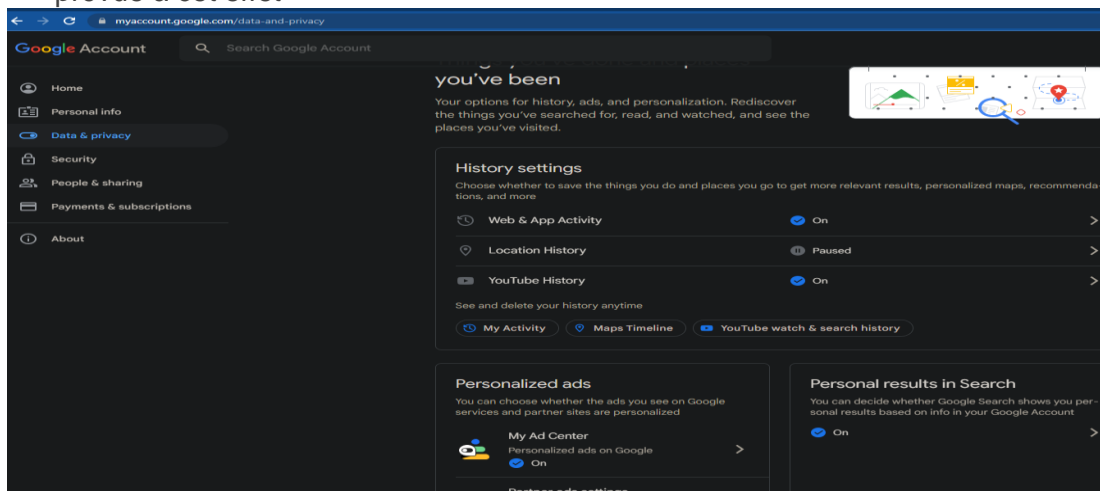 myaccount.google.com/data-and-privacy
Google Account
Search Google Account
Home
Personal info
Data & privacy
Security
People & sharing
Payments & subscriptions
About
you've been
Your options for history, ads, and personalization. Rediscover
the things you've searched for, read, and watched, and see the
places you've visited.
History settings
Choose whether to save the things you do and places you go to get more relevant results, personalized maps, recommenda-
tions, and more
Web & App Activity On
Location History Paused
YouTube History On
See and delete your history anytime
My Activity Maps Timeline YouTube watch & search history
Personalized ads
You can choose whether the ads you see on Google
services and partner sites are personalized
My Ad Center
Personalized ads on Google
On
Partner ads settings
Personal results in Search
You can decide whether Google Search shows you per-
sonal results based on info in your Google Account
On